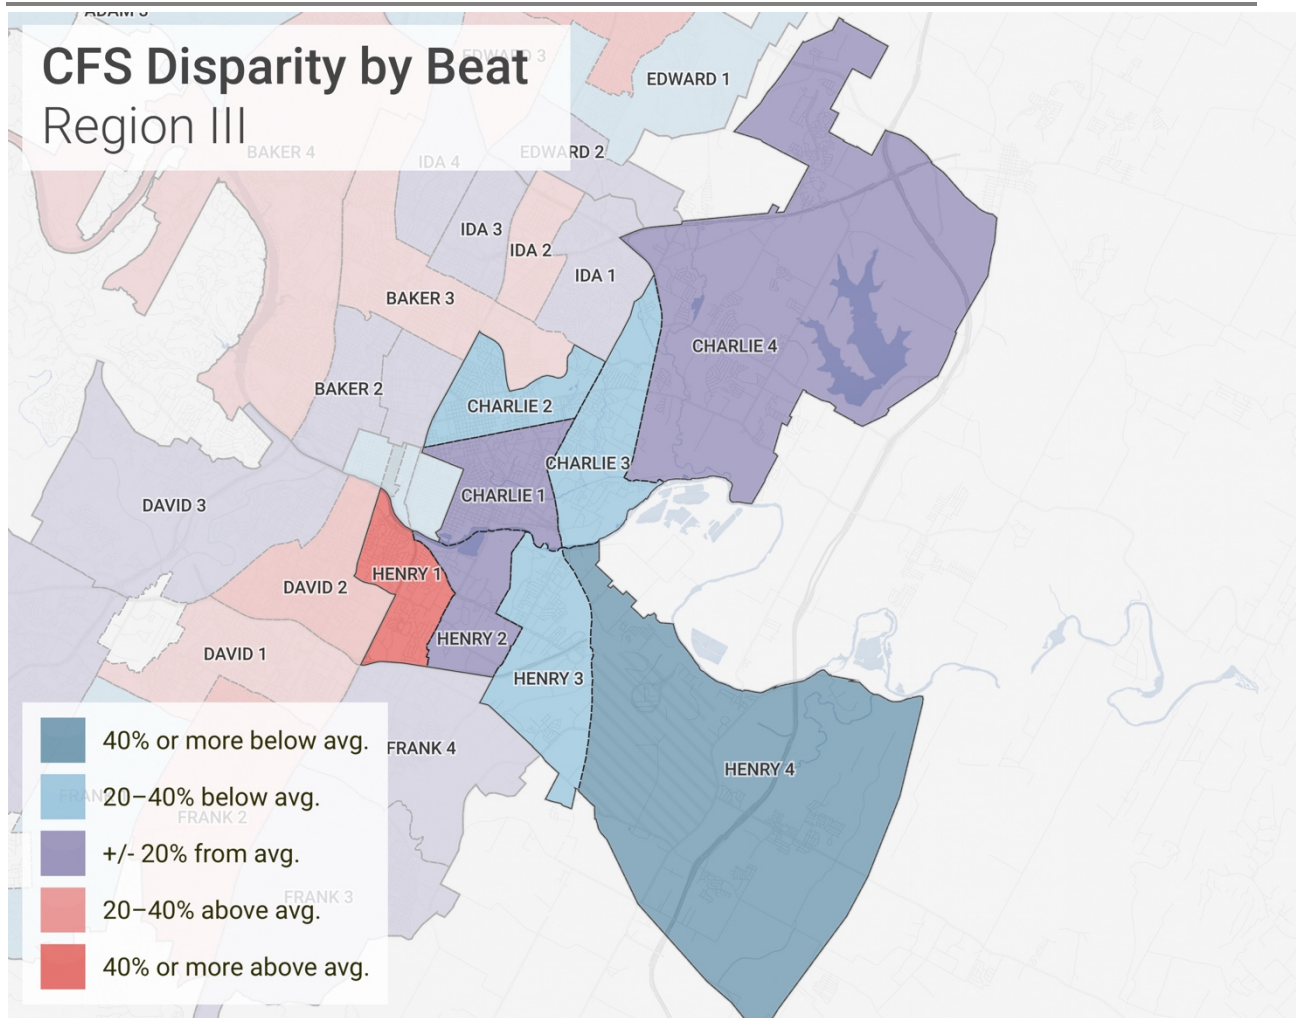 ADAM 3
CFS Disparity by Beat
Region III
EDWARD 3
EDWARD 1
BAKER 4
IDA 4
EDWARD 2
IDA 3
IDA 2
IDA 1
BAKER 3
CHARLIE 4
BAKER 2
CHARLIE 2
CHARLIE 3
CHARLIE 1
DAVID 3
HENRY 1
DAVID 2
HENRY 2
DAVID 1
HENRY 3
FRANK 4
HENRY 4
40% or more below avg.
20–40% below avg.
FRANK 2
+/- 20% from avg.
FRANK 3
20–40% above avg.
40% or more above avg.